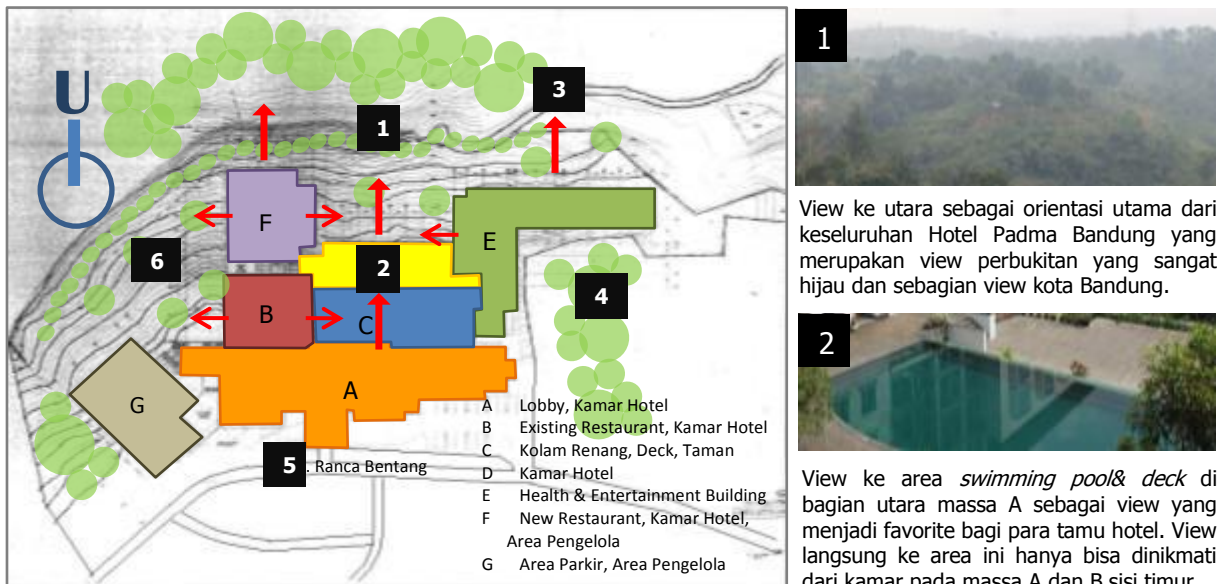 U
1
2
3
4
5
6
F
E
B
C
A
G
. Ranca Bentang
A Lobby, Kamar Hotel
B Existing Restaurant, Kamar Hotel
C Kolam Renang, Deck, Taman
D Kamar Hotel
E Health & Entertainment Building
F New Restaurant, Kamar Hotel,
Area Pengelola
G Area Parkir, Area Pengelola
1
View ke utara sebagai orientasi utama dari
keseluruhan Hotel Padma Bandung yang
merupakan view perbukitan yang sangat
hijau dan sebagian view kota Bandung.
2
View ke area swimming pool& deck di
bagian utara massa A sebagai view yang
menjadi favorite bagi para tamu hotel. View
langsung ke area ini hanya bisa dinikmati
dari kamar pada massa A dan B sisi timur